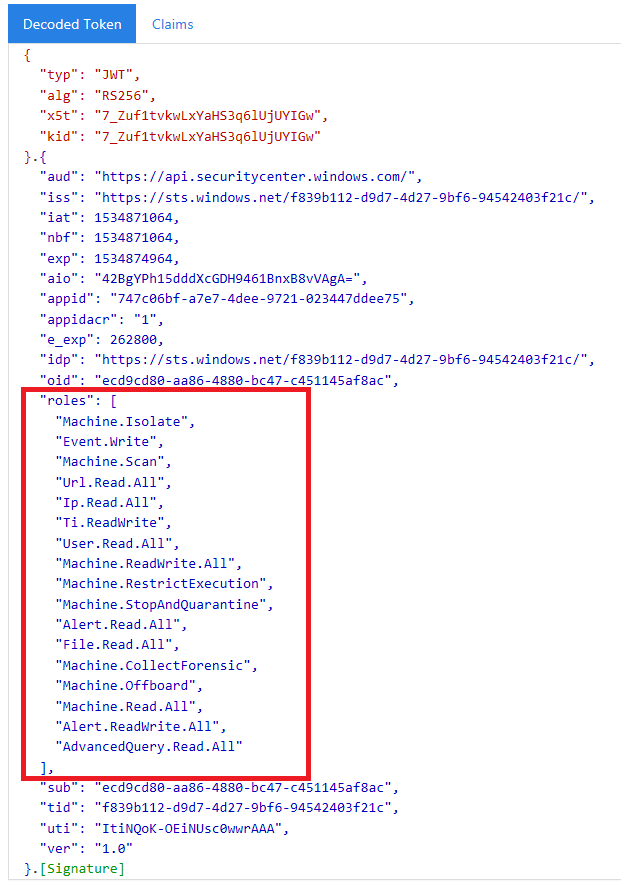 Decoded Token Claims
{
"typ": "JWT",
"alg": "RS256",
"x5t": "7_Zuf1tvkwLxYaHS3q6lUjUYIGw",
"kid": "7_Zuf1tvkwLxYaHS3q6lUjUYIGw"
}.{
"aud": "https://api.securitycenter.windows.com/",
"iss": "https://sts.windows.net/f839b112-d9d7-4d27-9bf6-94542403f21c/",
"iat": 1534871064,
"nbf": 1534871064,
"exp": 1534874964,
"aio": "42BgYPh15dddXcGDH9461BnxB8vVAgA=",
"appid": "747c06bf-a7e7-4dee-9721-023447ddee75",
"appidacr": "1",
"e_exp": 262800,
"idp": "https://sts.windows.net/f839b112-d9d7-4d27-9bf6-94542403f21c/",
"oid": "ecd9cd80-aa86-4880-bc47-c451145af8ac",
"roles": [
"Machine.Isolate",
"Event.Write",
"Machine.Scan",
"Url.Read.All",
"Ip.Read.All",
"Ti.ReadWrite",
"User.Read.All",
"Machine.ReadWrite.All",
"Machine.RestrictExecution",
"Machine.StopAndQuarantine",
"Alert.Read.All",
"File.Read.All",
"Machine.CollectForensic",
"Machine.Offboard",
"Machine.Read.All",
"Alert.ReadWrite.All",
"AdvancedQuery.Read.All"
],
"sub": "ecd9cd80-aa86-4880-bc47-c451145af8ac",
"tid": "f839b112-d9d7-4d27-9bf6-94542403f21c",
"uti": "ItiNQoK-OEiNUsc0wwrAAA",
"ver": "1.0"
}.[Signature]